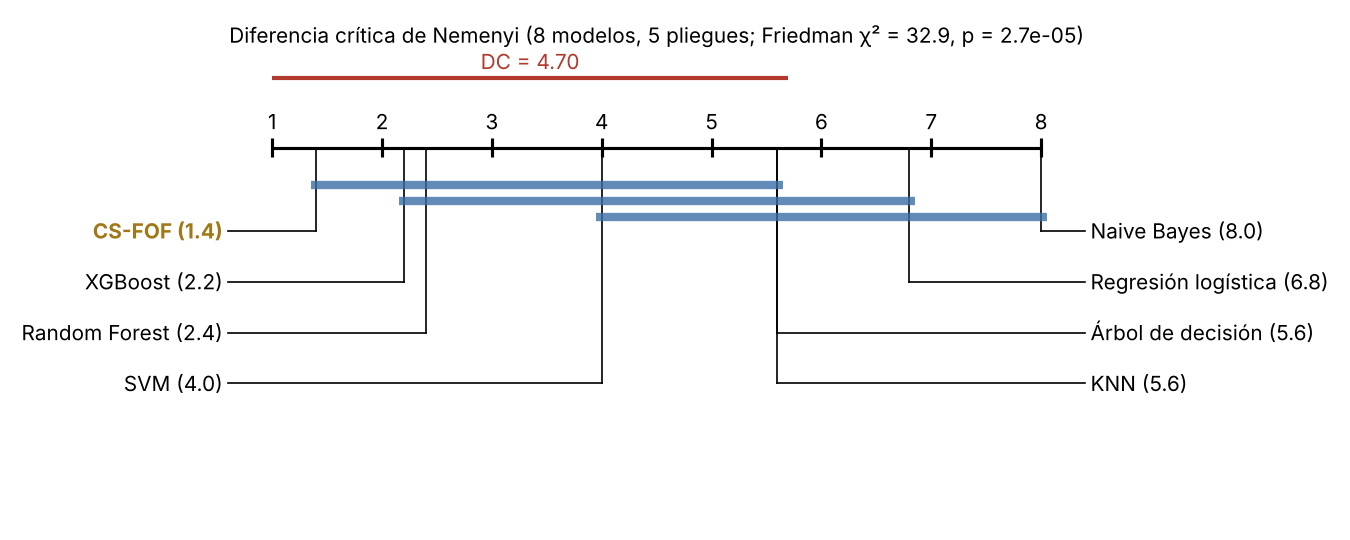 Diferencia crítica de Nemenyi (8 modelos, 5 pliegues; Friedman χ² = 32.9, p = 2.7e-05)
DC = 4.70
1 2 3 4 5 6 7 8
CS-FOF (1.4)
Naive Bayes (8.0)
XGBoost (2.2)
Regresión logística (6.8)
Random Forest (2.4)
Árbol de decisión (5.6)
SVM (4.0)
KNN (5.6)